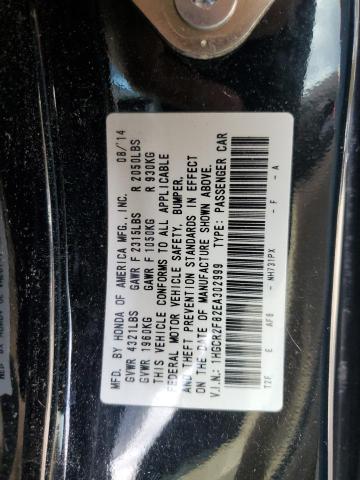 MFD. BY HONDA OF AMERICA MFG., INC. 08/14
GVWR 4321LBS GAWR F 2315LBS R 2050LBS
GVWR 1960KG GAWR F 1050KG R 930KG
THIS VEHICLE CONFORMS TO ALL APPLICABLE
FEDERAL MOTOR VEHICLE SAFETY, BUMPER,
AND THEFT PREVENTION STANDARDS IN EFFECT
ON THE DATE OF MANUFACTURE SHOWN ABOVE.
V.I.N.: 1HGCR2F82EA302999 TYPE: PASSENGER CAR
T2F E AF6 - NH731PX - F - A